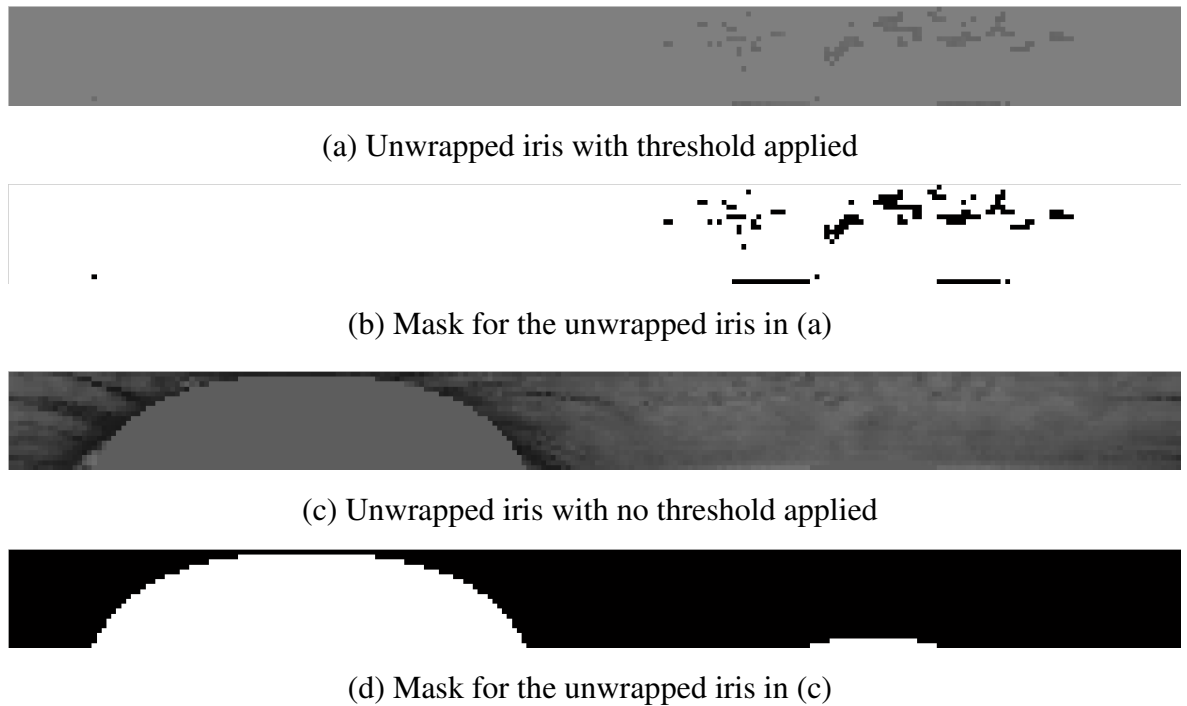 (a) Unwrapped iris with threshold applied
(b) Mask for the unwrapped iris in (a)
(c) Unwrapped iris with no threshold applied
(d) Mask for the unwrapped iris in (c)